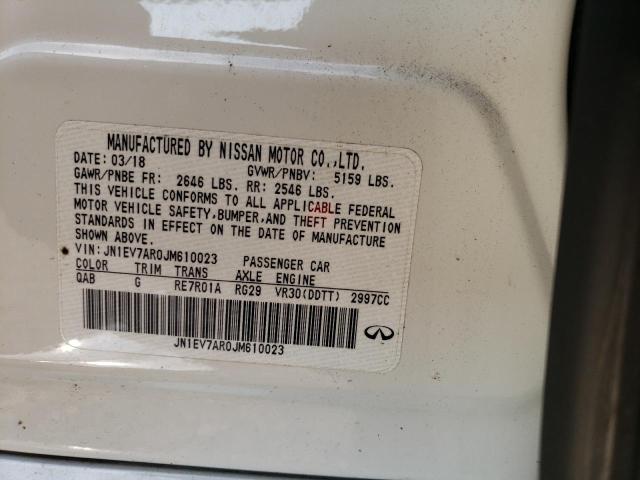 MANUFACTURED BY NISSAN MOTOR CO.,LTD.
DATE: 03/18 GVWR/PNBV: 5159 LBS.
GAWR/PNBE FR: 2646 LBS. RR: 2546 LBS.
THIS VEHICLE CONFORMS TO ALL APPLICABLE FEDERAL
MOTOR VEHICLE SAFETY,BUMPER,AND THEFT PREVENTION
STANDARDS IN EFFECT ON THE DATE OF MANUFACTURE
SHOWN ABOVE.
VIN: JN1EV7AR0JM610023 PASSENGER CAR
COLOR TRIM TRANS AXLE ENGINE
QAB G RE7R01A RG29 VR30(DDTT) 2997CC
JN1EV7AR0JM610023